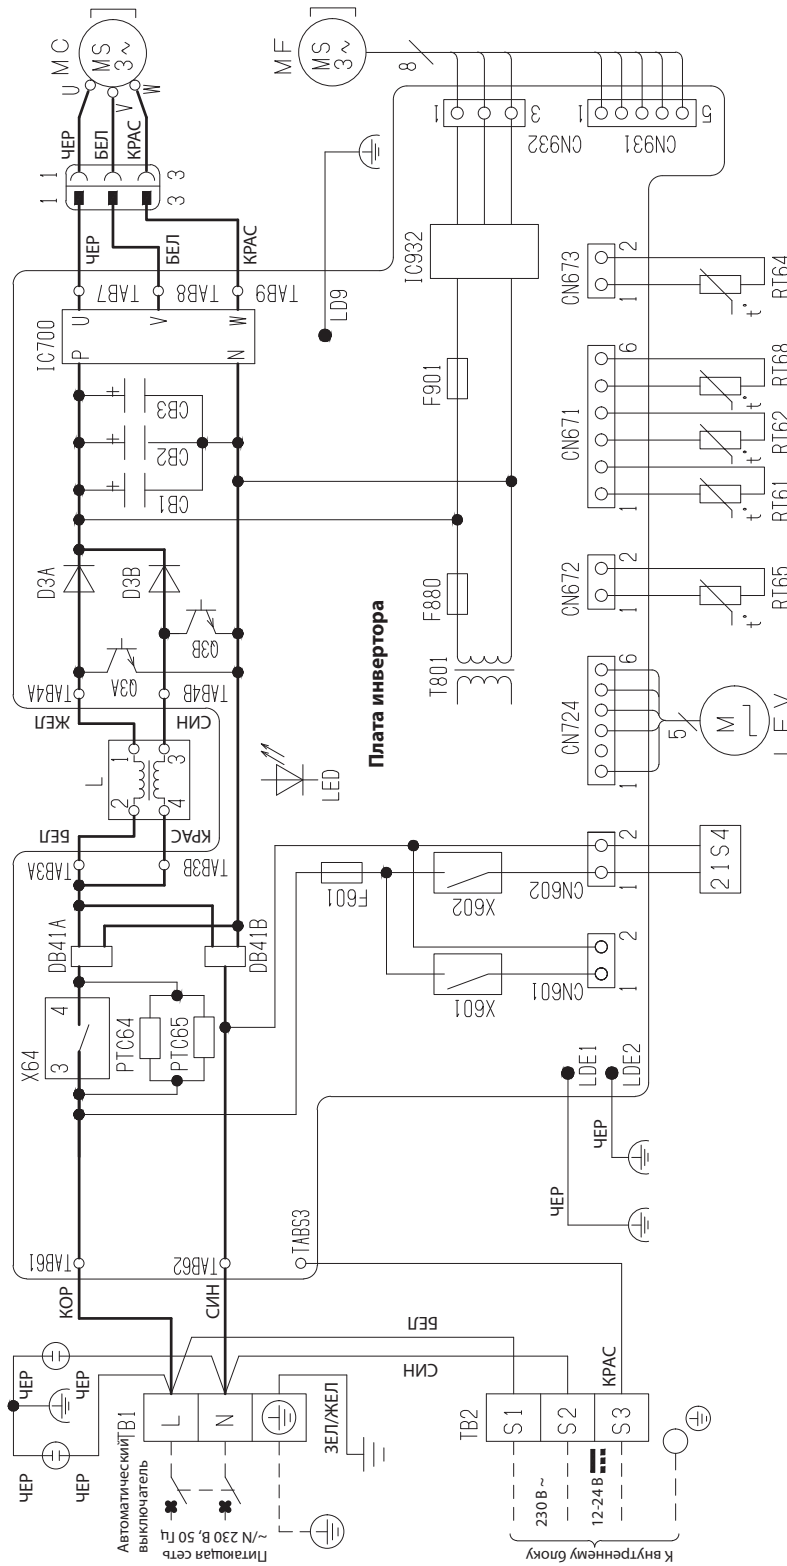 MC
MS
3~
U
V
W
ЧЕР
БЕЛ
КРАС
1
3
1
3
ЧЕР
БЕЛ
КРАС
TAB7
TAB8
TAB9
IC700
P
U
V
N
W
LD9
MF
MS
3~
8
1
3
CN932
1
5
CN931
IC932
F901
+
CB3
+
CB2
+
CB1
D3A
D3B
Q3A
Q3B
F880
T801
Плата инвертора
TAB4A
TAB4B
ЖЕЛ
СИН
L
1
2
3
4
LED
БЕЛ
КРАС
TAB3A
TAB3B
DB41A
DB41B
X64
3
4
PTC64
PTC65
F601
X602
X601
CN602
1
2
CN601
1
2
21S4
CN673
1
2
RT64
t°
CN671
1
6
RT68
t°
RT62
t°
RT61
t°
CN672
1
2
RT65
t°
CN724
1
6
5
M
LEV
LDE1
LDE2
ЧЕР
ЧЕР
TAB61
TAB62
TABS3
КОР
СИН
БЕЛ
СИН
КРАС
ЧЕР
ЧЕР
ЧЕР
ЧЕР
TB1
L
N
ЗЕЛ/ЖЕЛ
Автоматический
выключатель
Питающая сеть
~/N 230 В, 50 Гц
TB2
S1
S2
S3
230 В ~
12-24 В
К внутреннему блоку